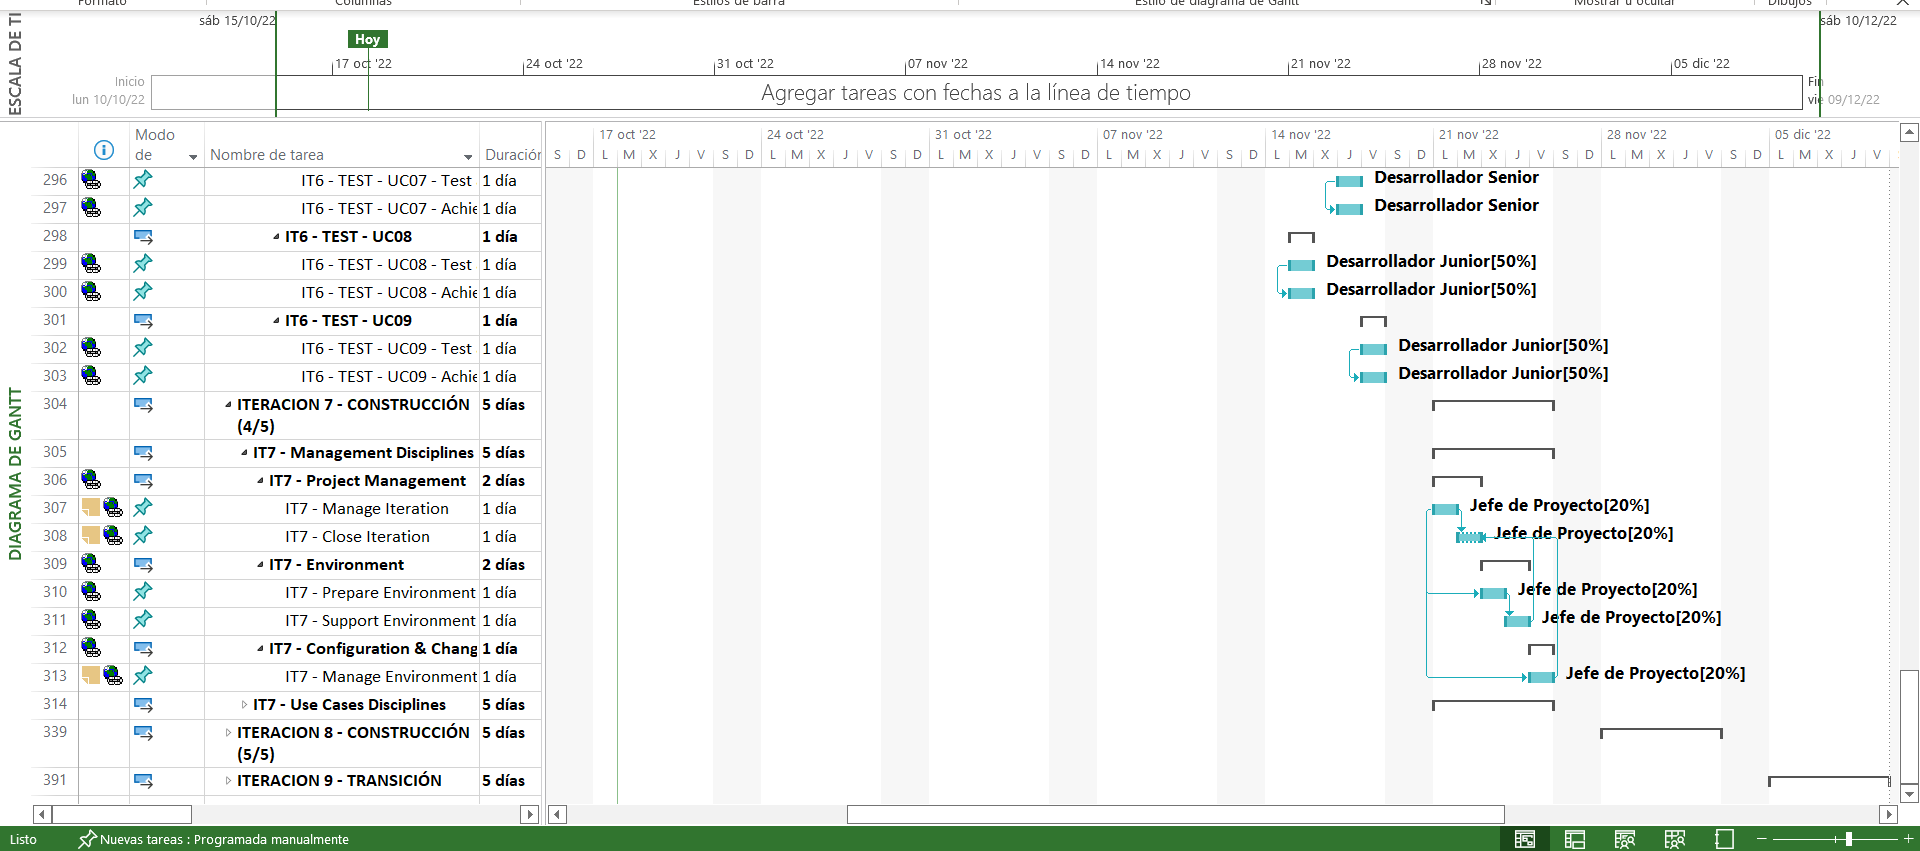 Formato Columnas Estilos de barra Estilo de diagrama de Gantt Mostrar u ocultar Dibujos
ESCALA DE TI
sáb 15/10/22 sáb 10/12/22
Hoy
17 oct '22 24 oct '22 31 oct '22 07 nov '22 14 nov '22 21 nov '22 28 nov '22 05 dic '22
Inicio
lun 10/10/22
Agregar tareas con fechas a la línea de tiempo
Fin
vie 09/12/22
DIAGRAMA DE GANTT
Modo de Nombre de tarea Duración
17 oct '22 24 oct '22 31 oct '22 07 nov '22 14 nov '22 21 nov '22 28 nov '22 05 dic '22
S D L M X J V S D L M X J V S D L M X J V S D L M X J V S D L M X J V S D L M X J V S D L M X J V S D L M X J V
296 IT6 - TEST - UC07 - Test 1 día Desarrollador Senior
297 IT6 - TEST - UC07 - Achie 1 día Desarrollador Senior
298 IT6 - TEST - UC08 1 día
299 IT6 - TEST - UC08 - Test 1 día Desarrollador Junior[50%]
300 IT6 - TEST - UC08 - Achie 1 día Desarrollador Junior[50%]
301 IT6 - TEST - UC09 1 día
302 IT6 - TEST - UC09 - Test 1 día Desarrollador Junior[50%]
303 IT6 - TEST - UC09 - Achie 1 día Desarrollador Junior[50%]
304 ITERACION 7 - CONSTRUCCIÓN 5 días
(4/5)
305 IT7 - Management Disciplines 5 días
306 IT7 - Project Management 2 días
307 IT7 - Manage Iteration 1 día Jefe de Proyecto[20%]
308 IT7 - Close Iteration 1 día Jefe de Proyecto[20%]
309 IT7 - Environment 2 días
310 IT7 - Prepare Environment 1 día Jefe de Proyecto[20%]
311 IT7 - Support Environment 1 día Jefe de Proyecto[20%]
312 IT7 - Configuration & Chang 1 día
313 IT7 - Manage Environment 1 día Jefe de Proyecto[20%]
314 IT7 - Use Cases Disciplines 5 días
339 ITERACION 8 - CONSTRUCCIÓN 5 días
(5/5)
391 ITERACION 9 - TRANSICIÓN 5 días
Listo Nuevas tareas : Programada manualmente